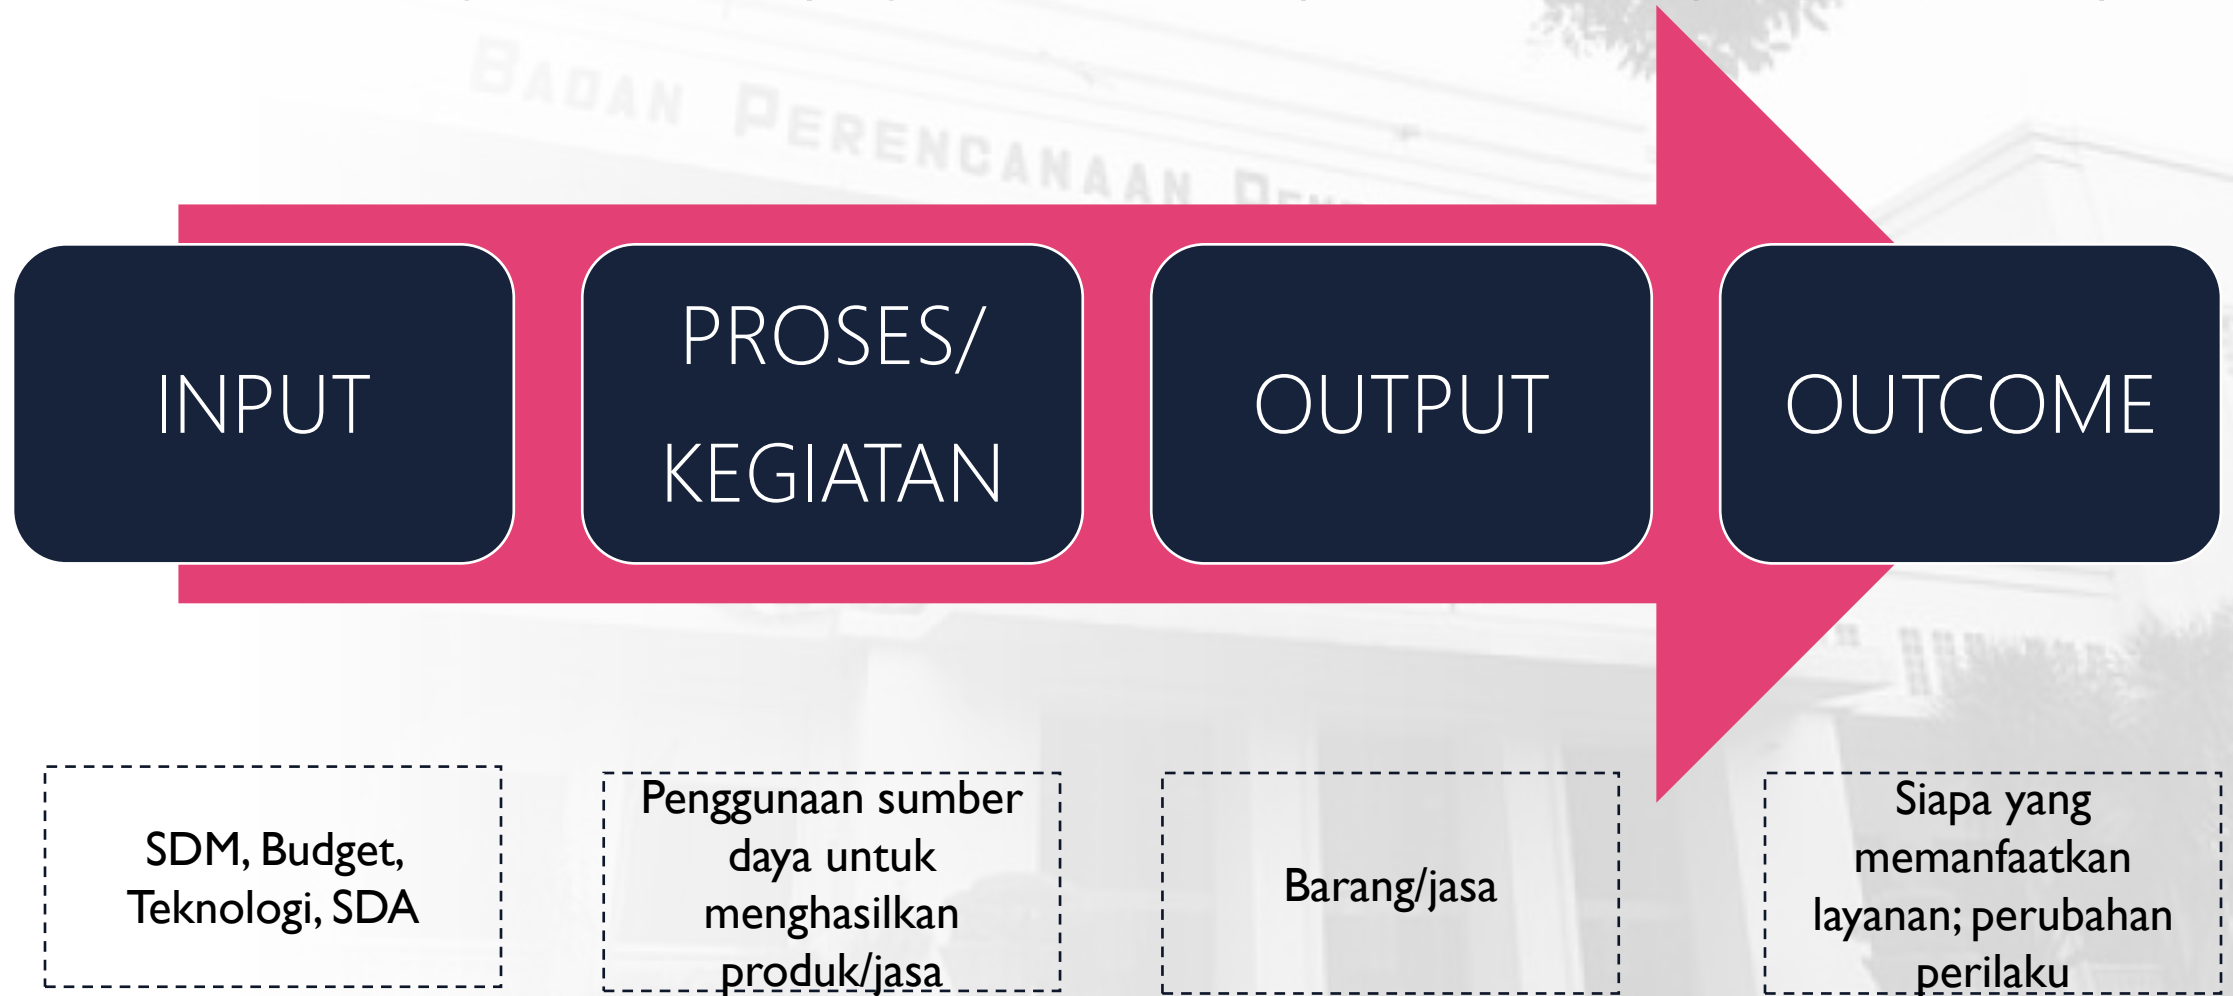 BADAN PERENCANAAN
INPUT
PROSES/
KEGIATAN
OUTPUT
OUTCOME
SDM, Budget,
Teknologi, SDA
Penggunaan sumber
daya untuk
menghasilkan
produk/jasa
Barang/jasa
Siapa yang
memanfaatkan
layanan; perubahan
perilaku